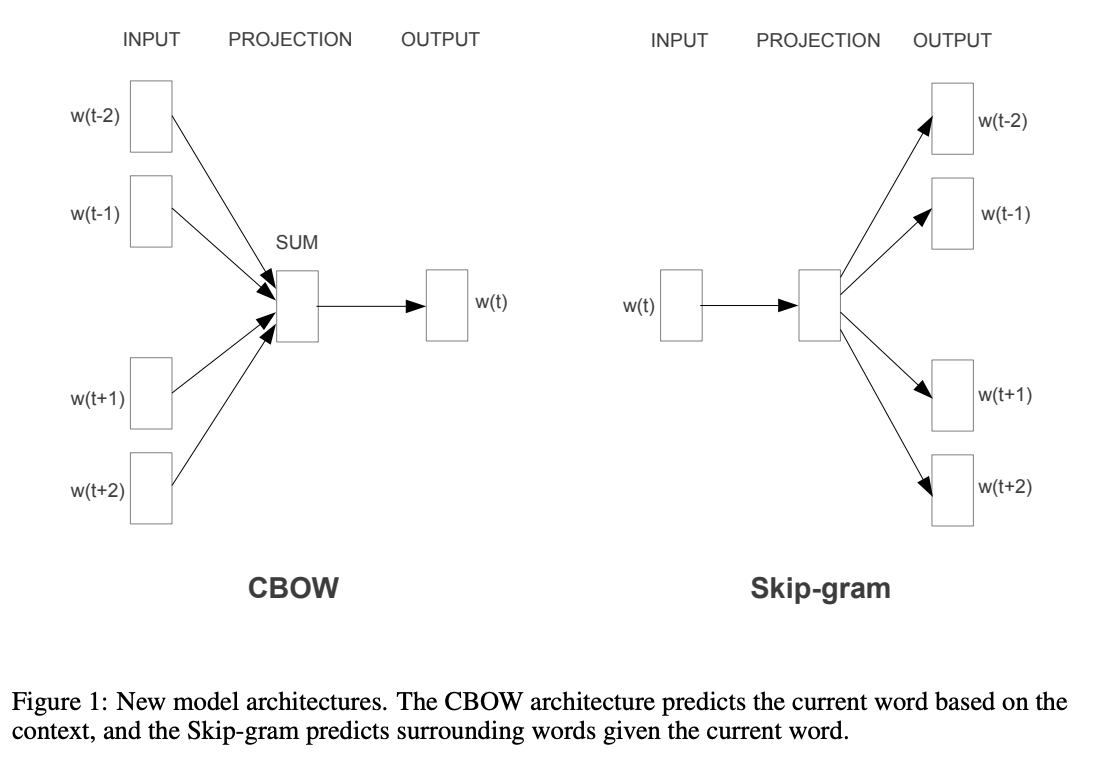 INPUT PROJECTION OUTPUT
w(t-2)
w(t-1)
SUM
w(t)
w(t+1)
w(t+2)
CBOW
INPUT PROJECTION OUTPUT
w(t-2)
w(t-1)
w(t)
w(t+1)
w(t+2)
Skip-gram
Figure 1: New model architectures. The CBOW architecture predicts the current word based on the
context, and the Skip-gram predicts surrounding words given the current word.